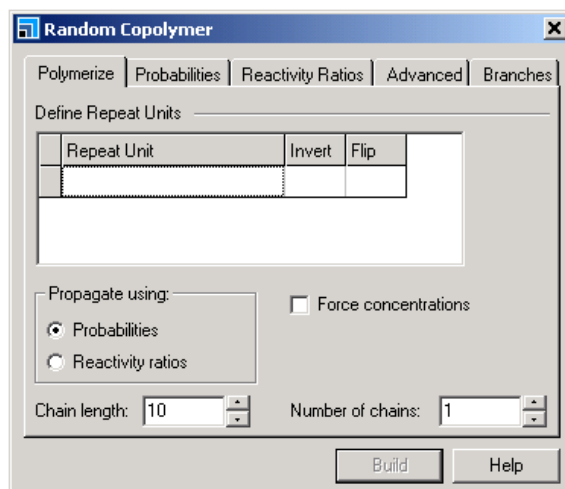 Random Copolymer
Polymerize Probabilities Reactivity Ratios Advanced Branches
Define Repeat Units
Repeat Unit Invert Flip
Propagate using:
Probabilities
Reactivity ratios
Force concentrations
Chain length: 10 Number of chains: 1
Build Help